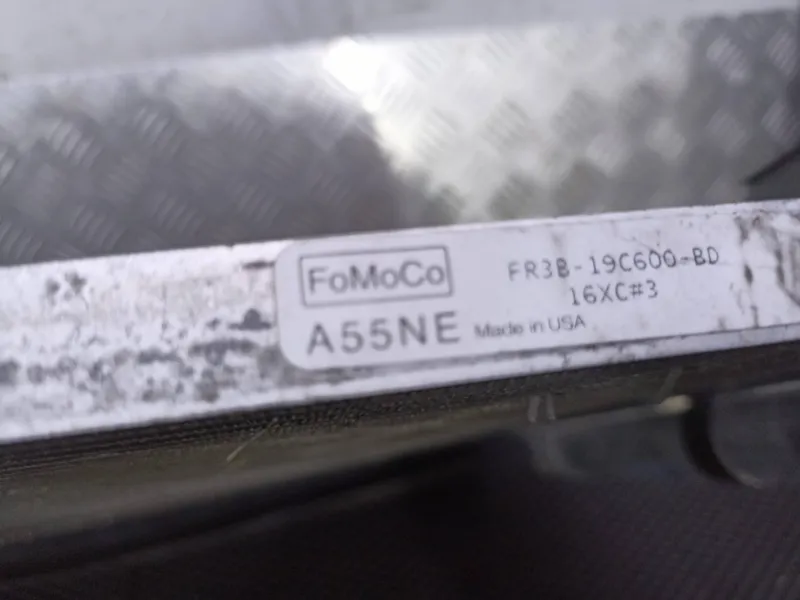 FoMoCo
FR3B-19C600-BD
16XC#3
A55NE Made in USA